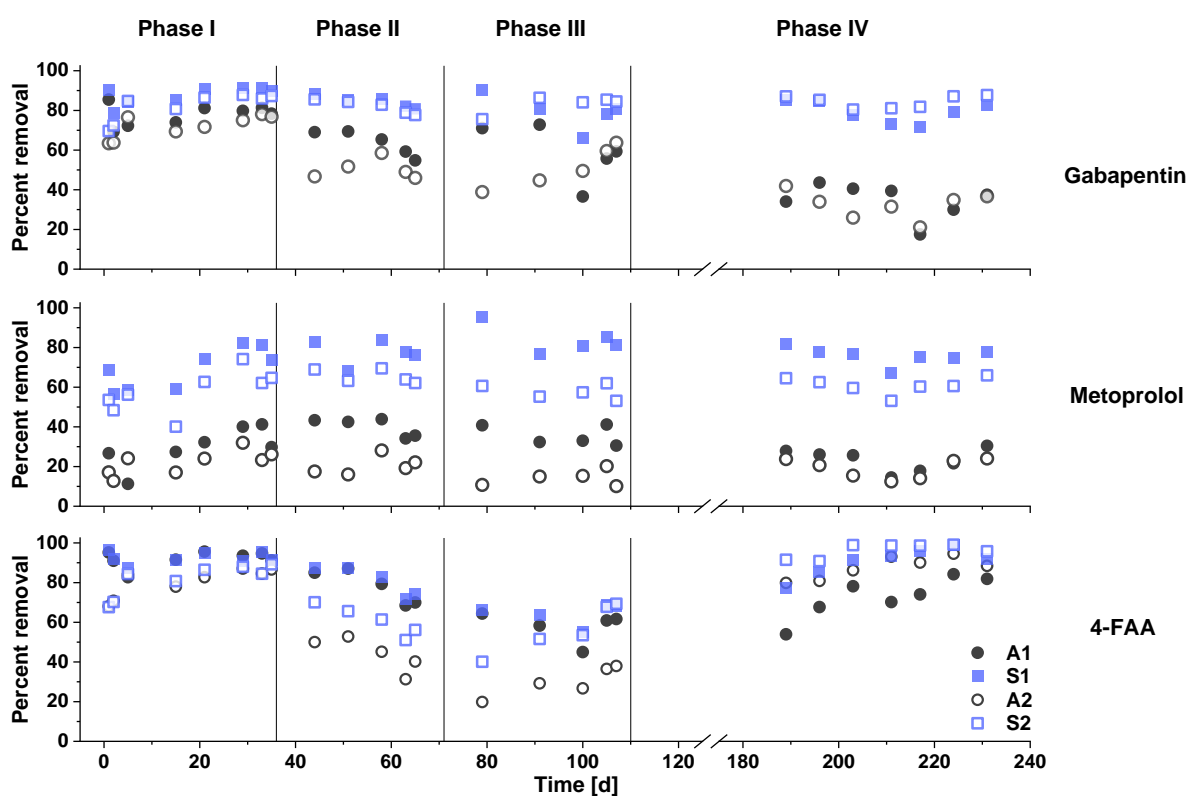 Phase I Phase II Phase III Phase IV
100
80
60
40
20
0
Percent removal
Gabapentin
100
80
60
40
20
0
Percent removal
Metoprolol
100
80
60
40
20
0
Percent removal
4-FAA
A1
S1
A2
S2
0 20 40 60 80 100 120 180 200 220 240
Time [d]